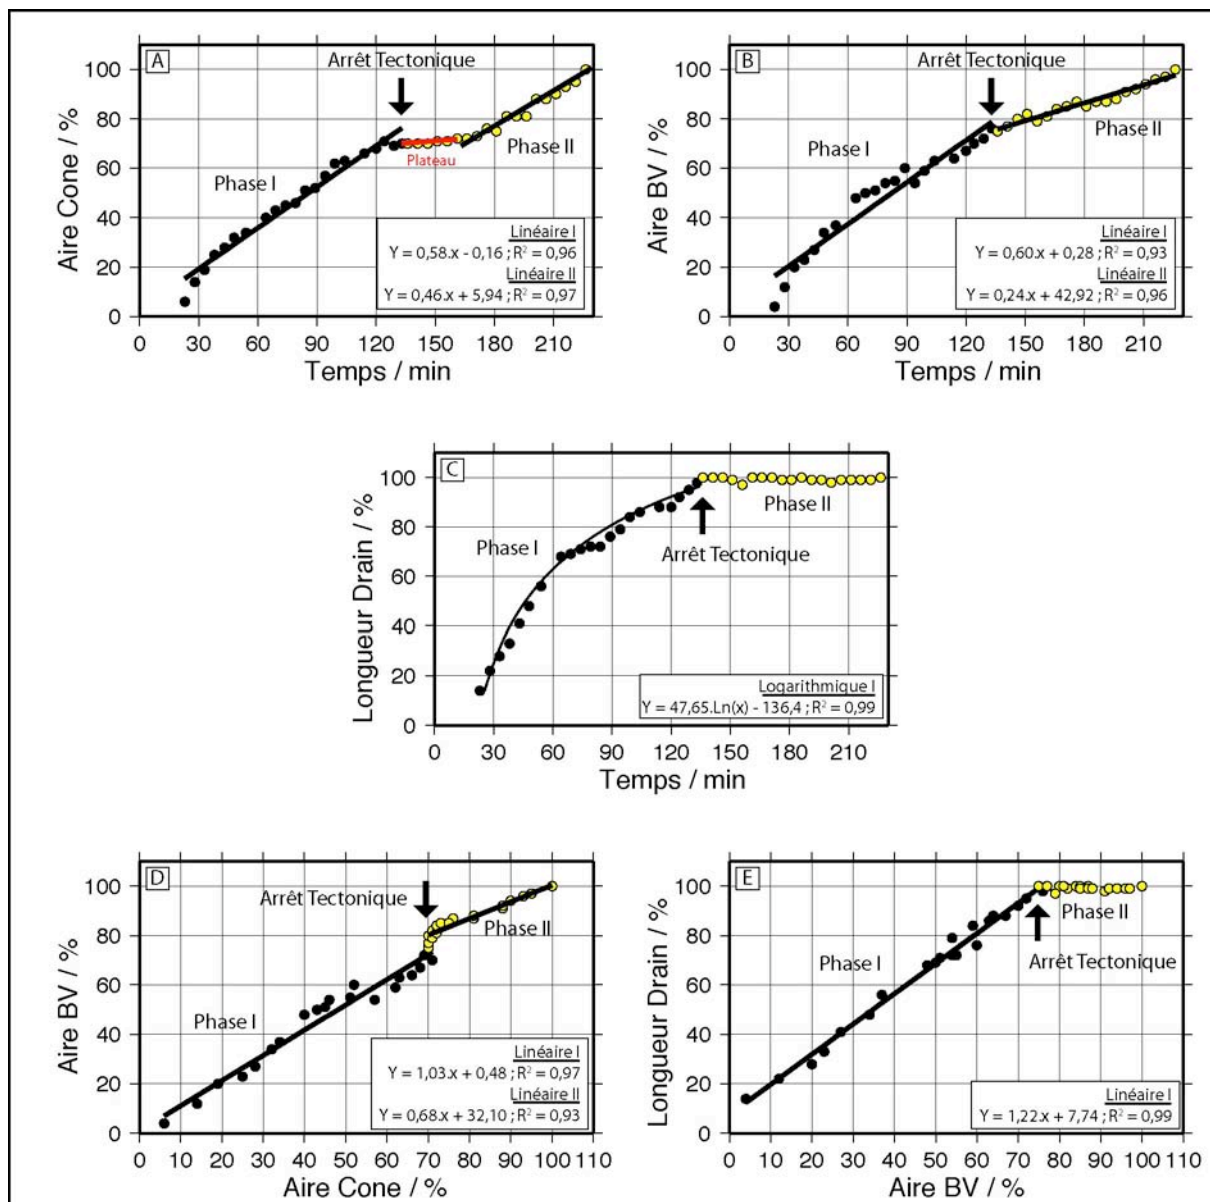 A
Arrêt Tectonique
Phase I
Plateau
Phase II
Linéaire I
Y = 0,58.x - 0,16 ; R² = 0,96
Linéaire II
Y = 0,46.x + 5,94 ; R² = 0,97
Aire Cone / %
0 20 40 60 80 100
0 30 60 90 120 150 180 210
Temps / min
B
Arrêt Tectonique
Phase I
Phase II
Linéaire I
Y = 0,60.x + 0,28 ; R² = 0,93
Linéaire II
Y = 0,24.x + 42,92 ; R² = 0,96
Aire BV / %
0 20 40 60 80 100
0 30 60 90 120 150 180 210
Temps / min
C
Phase I
Phase II
Arrêt Tectonique
Logarithmique I
Y = 47,65.Ln(x) - 136,4 ; R² = 0,99
Longueur Drain / %
0 20 40 60 80 100
0 30 60 90 120 150 180 210
Temps / min
D
Arrêt Tectonique
Phase II
Phase I
Linéaire I
Y = 1,03.x + 0,48 ; R² = 0,97
Linéaire II
Y = 0,68.x + 32,10 ; R² = 0,93
Aire BV / %
0 20 40 60 80 100
0 10 20 30 40 50 60 70 80 90 100 110
Aire Cone / %
E
Phase II
Phase I
Arrêt Tectonique
Linéaire I
Y = 1,22.x + 7,74 ; R² = 0,99
Longueur Drain / %
0 20 40 60 80 100
0 10 20 30 40 50 60 70 80 90 100 110
Aire BV / %